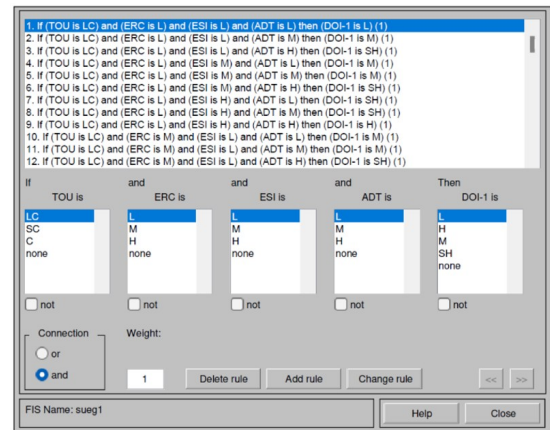 1. If (TOU is LC) and (ERC is L) and (ESI is L) and (ADT is L) then (DOI-1 is L) (1)
2. If (TOU is LC) and (ERC is L) and (ESI is L) and (ADT is M) then (DOI-1 is M) (1)
3. If (TOU is LC) and (ERC is L) and (ESI is L) and (ADT is H) then (DOI-1 is SH) (1)
4. If (TOU is LC) and (ERC is L) and (ESI is M) and (ADT is L) then (DOI-1 is M) (1)
5. If (TOU is LC) and (ERC is L) and (ESI is M) and (ADT is M) then (DOI-1 is M) (1)
6. If (TOU is LC) and (ERC is L) and (ESI is M) and (ADT is H) then (DOI-1 is SH) (1)
7. If (TOU is LC) and (ERC is L) and (ESI is H) and (ADT is L) then (DOI-1 is SH) (1)
8. If (TOU is LC) and (ERC is L) and (ESI is H) and (ADT is M) then (DOI-1 is SH) (1)
9. If (TOU is LC) and (ERC is L) and (ESI is H) and (ADT is H) then (DOI-1 is H) (1)
10. If (TOU is LC) and (ERC is M) and (ESI is L) and (ADT is L) then (DOI-1 is M) (1)
11. If (TOU is LC) and (ERC is M) and (ESI is L) and (ADT is M) then (DOI-1 is M) (1)
12. If (TOU is LC) and (ERC is M) and (ESI is L) and (ADT is H) then (DOI-1 is SH) (1)
If and and and Then
TOU is ERC is ESI is ADT is DOI-1 is
LC L L L L
SC M M M H
C H H H M
none none none none SH
none
not not not not not
Connection Weight:
or
and 1 Delete rule Add rule Change rule << >>
FIS Name: sueg1 Help Close